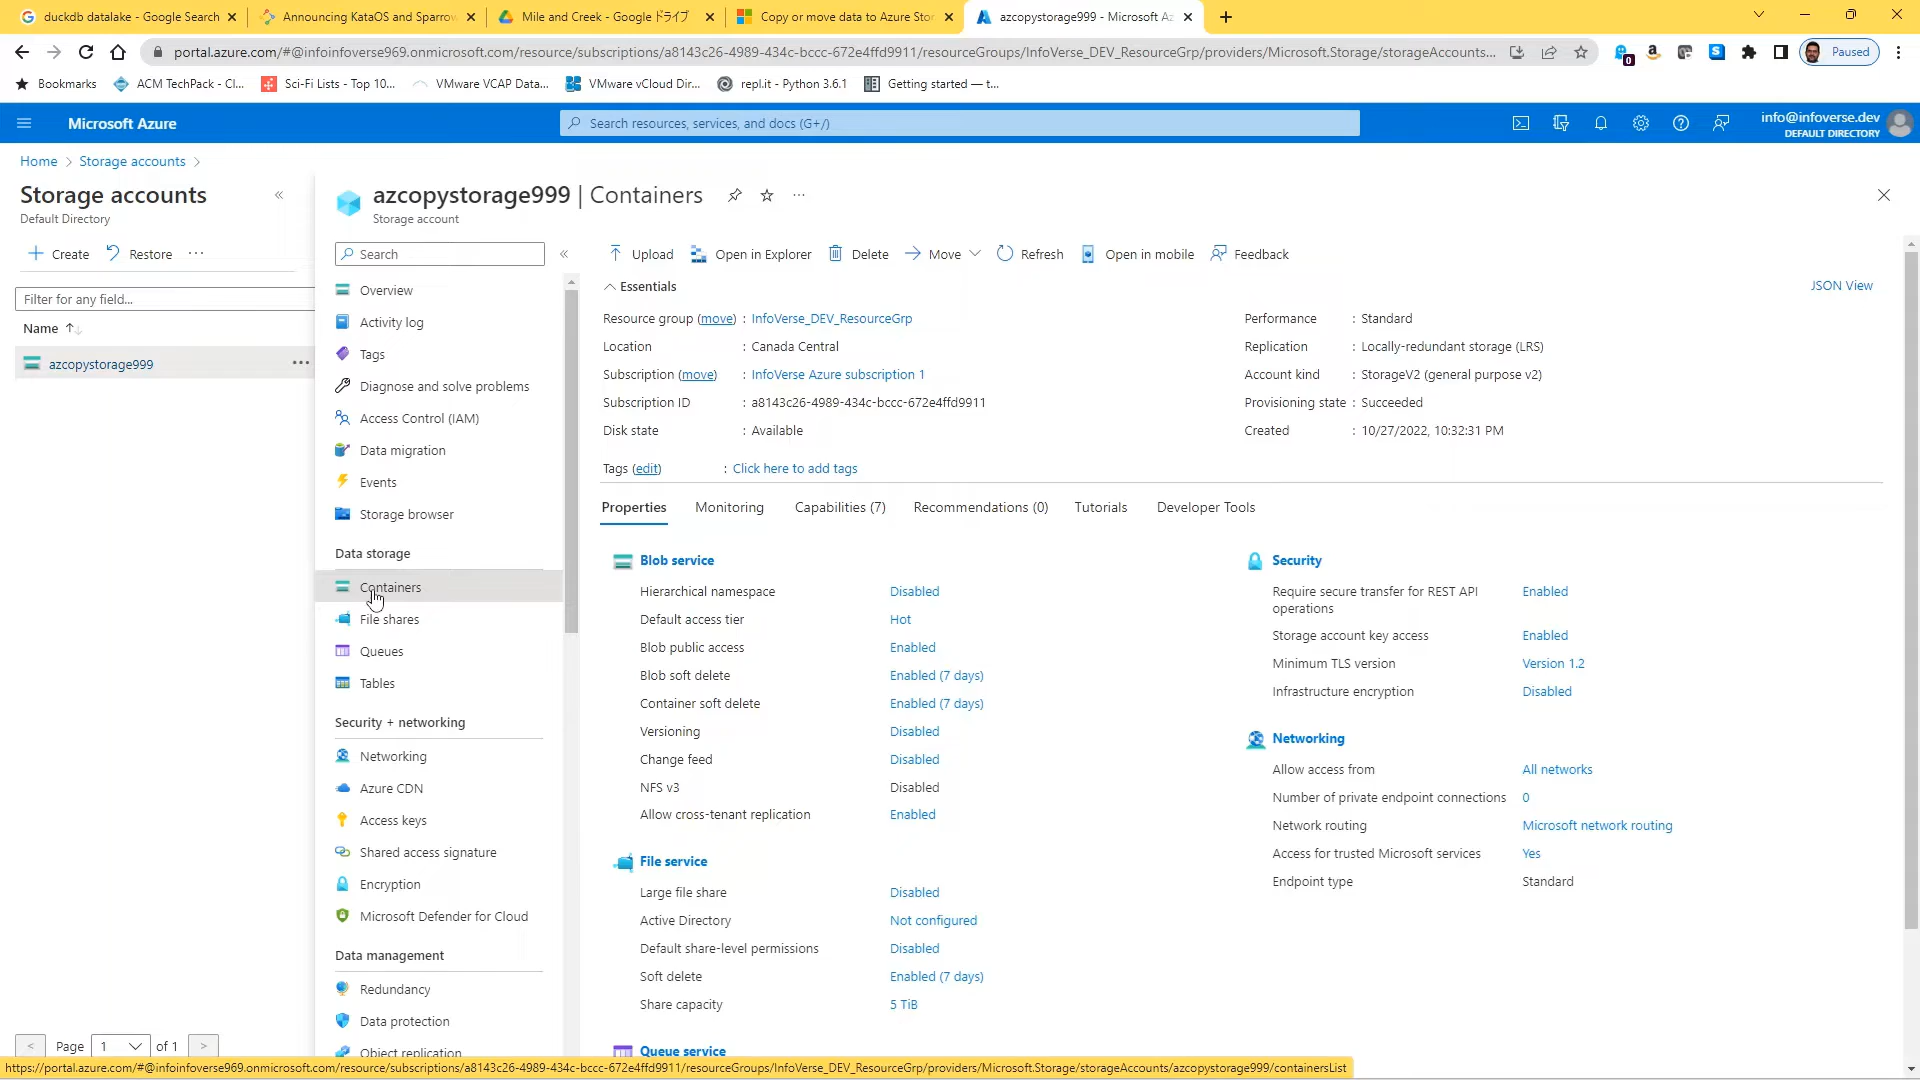 duckdb datalake - Google Search
Announcing KataOS and Sparrow
Mile and Creek - Google ドライブ
Copy or move data to Azure Stor
azcopystorage999 - Microsoft Az
portal.azure.com/#@infoinfoverse969.onmicrosoft.com/resource/subscriptions/a8143c26-4989-434c-bccc-672e4ffd9911/resourceGroups/InfoVerse_DEV_ResourceGrp/providers/Microsoft.Storage/storageAccounts...
0
Paused
Bookmarks
ACM TechPack - Cl...
Sci-Fi Lists - Top 10...
VMware VCAP Data...
VMware vCloud Dir...
repl.it - Python 3.6.1
Getting started — t...
Microsoft Azure
Search resources, services, and docs (G+/)
info@infoverse.dev
DEFAULT DIRECTORY
Home > Storage accounts >
Storage accounts
Default Directory
Create
Restore
Filter for any field...
Name
azcopystorage999
Page 1 of 1
azcopystorage999 | Containers
Storage account
Search
Overview
Activity log
Tags
Diagnose and solve problems
Access Control (IAM)
Data migration
Events
Storage browser
Data storage
Containers
File shares
Queues
Tables
Security + networking
Networking
Azure CDN
Access keys
Shared access signature
Encryption
Microsoft Defender for Cloud
Data management
Redundancy
Data protection
Object replication
Upload
Open in Explorer
Delete
Move
Refresh
Open in mobile
Feedback
Essentials
JSON View
Resource group (move) : InfoVerse_DEV_ResourceGrp
Location : Canada Central
Subscription (move) : InfoVerse Azure subscription 1
Subscription ID : a8143c26-4989-434c-bccc-672e4ffd9911
Disk state : Available
Performance : Standard
Replication : Locally-redundant storage (LRS)
Account kind : StorageV2 (general purpose v2)
Provisioning state : Succeeded
Created : 10/27/2022, 10:32:31 PM
Tags (edit) : Click here to add tags
Properties
Monitoring
Capabilities (7)
Recommendations (0)
Tutorials
Developer Tools
Blob service
Hierarchical namespace Disabled
Default access tier Hot
Blob public access Enabled
Blob soft delete Enabled (7 days)
Container soft delete Enabled (7 days)
Versioning Disabled
Change feed Disabled
NFS v3 Disabled
Allow cross-tenant replication Enabled
File service
Large file share Disabled
Active Directory Not configured
Default share-level permissions Disabled
Soft delete Enabled (7 days)
Share capacity 5 TiB
Queue service
Security
Require secure transfer for REST API operations Enabled
Storage account key access Enabled
Minimum TLS version Version 1.2
Infrastructure encryption Disabled
Networking
Allow access from All networks
Number of private endpoint connections 0
Network routing Microsoft network routing
Access for trusted Microsoft services Yes
Endpoint type Standard
https://portal.azure.com/#@infoinfoverse969.onmicrosoft.com/resource/subscriptions/a8143c26-4989-434c-bccc-672e4ffd9911/resourceGroups/InfoVerse_DEV_ResourceGrp/providers/Microsoft.Storage/storageAccounts/azcopystorage999/containersList